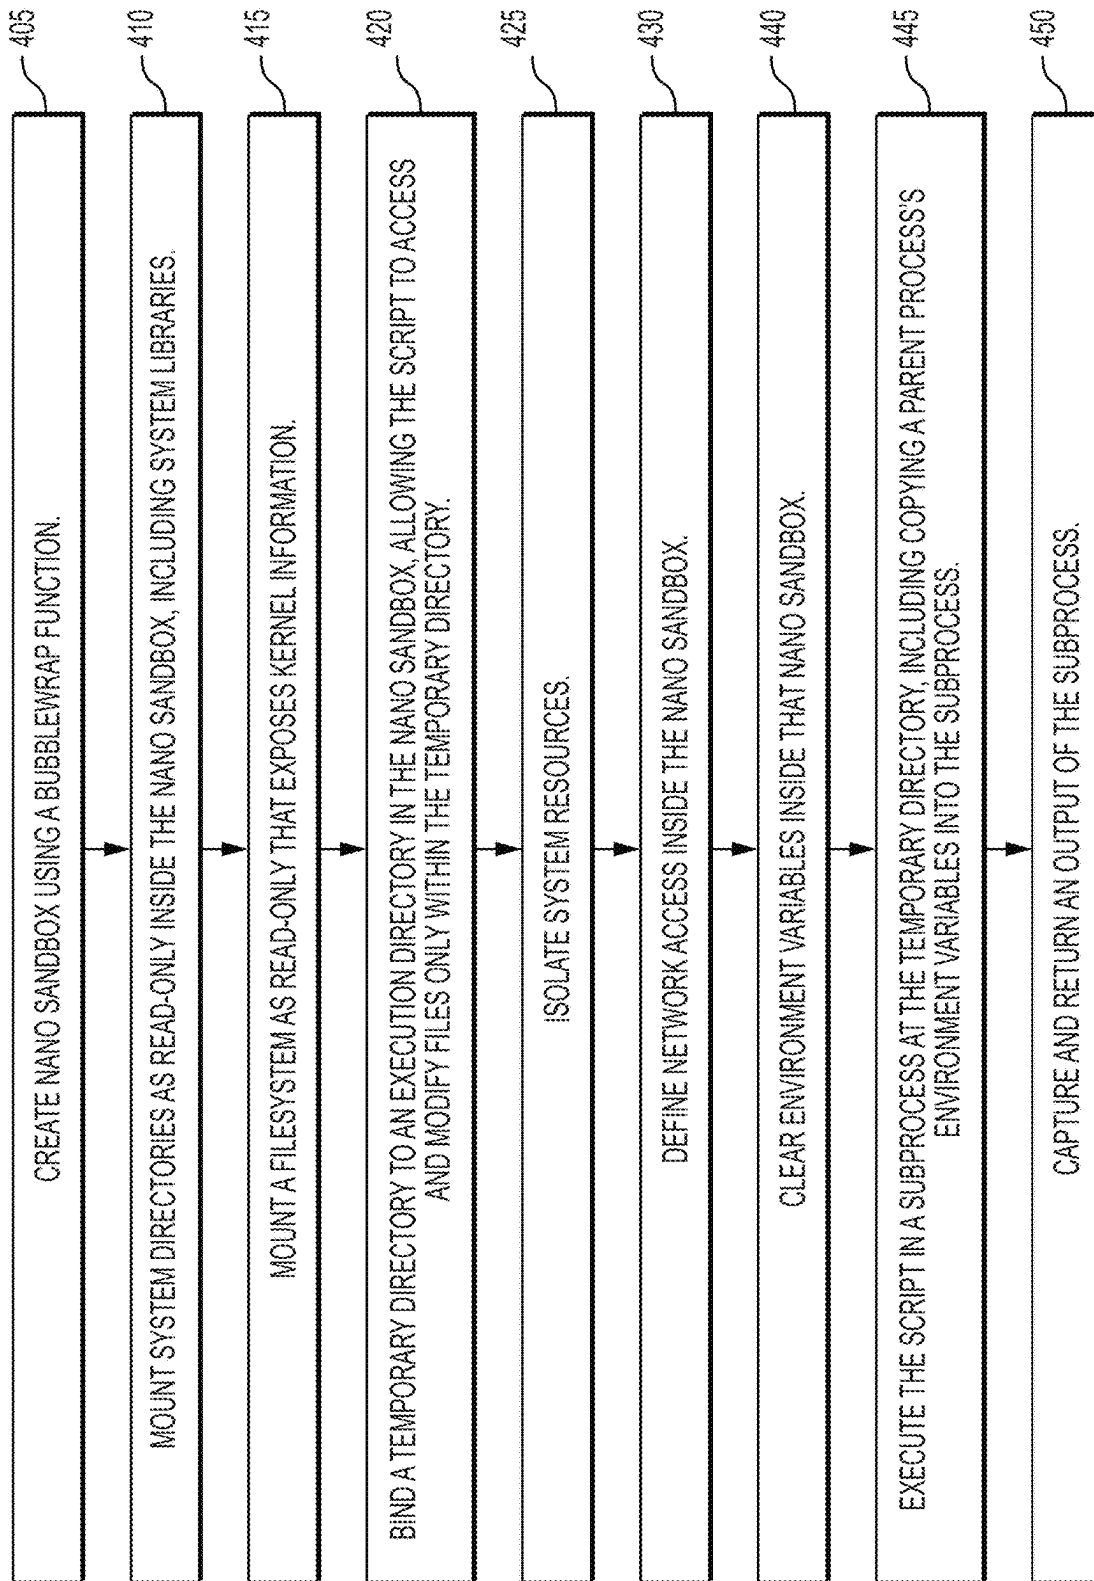 405
CREATE NANO SANDBOX USING A BUBBLEWRAP FUNCTION.
410
MOUNT SYSTEM DIRECTORIES AS READ-ONLY INSIDE THE NANO SANDBOX, INCLUDING SYSTEM LIBRARIES.
415
MOUNT A FILESYSTEM AS READ-ONLY THAT EXPOSES KERNEL INFORMATION.
420
BIND A TEMPORARY DIRECTORY TO AN EXECUTION DIRECTORY IN THE NANO SANDBOX, ALLOWING THE SCRIPT TO ACCESS
AND MODIFY FILES ONLY WITHIN THE TEMPORARY DIRECTORY.
425
ISOLATE SYSTEM RESOURCES.
430
DEFINE NETWORK ACCESS INSIDE THE NANO SANDBOX.
440
CLEAR ENVIRONMENT VARIABLES INSIDE THAT NANO SANDBOX.
445
EXECUTE THE SCRIPT IN A SUBPROCESS AT THE TEMPORARY DIRECTORY, INCLUDING COPYING A PARENT PROCESS'S
ENVIRONMENT VARIABLES INTO THE SUBPROCESS.
450
CAPTURE AND RETURN AN OUTPUT OF THE SUBPROCESS.